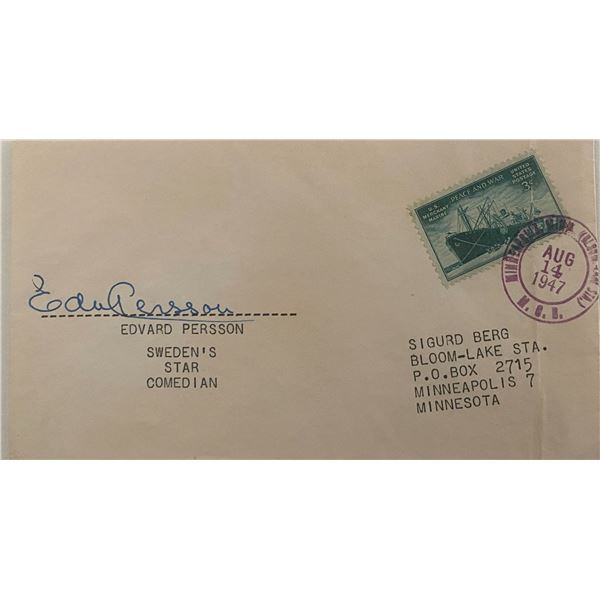 U.S. MERCHANT MARINE
PEACE AND WAR
UNITED STATES POSTAGE
3¢
AUG
14
1947
M.O.B.
Edv Persson
EDVARD PERSSON
SWEDEN'S
STAR
COMEDIAN
SIGURD BERG
BLOOM-LAKE STA.
P.O.BOX 2715
MINNEAPOLIS 7
MINNESOTA